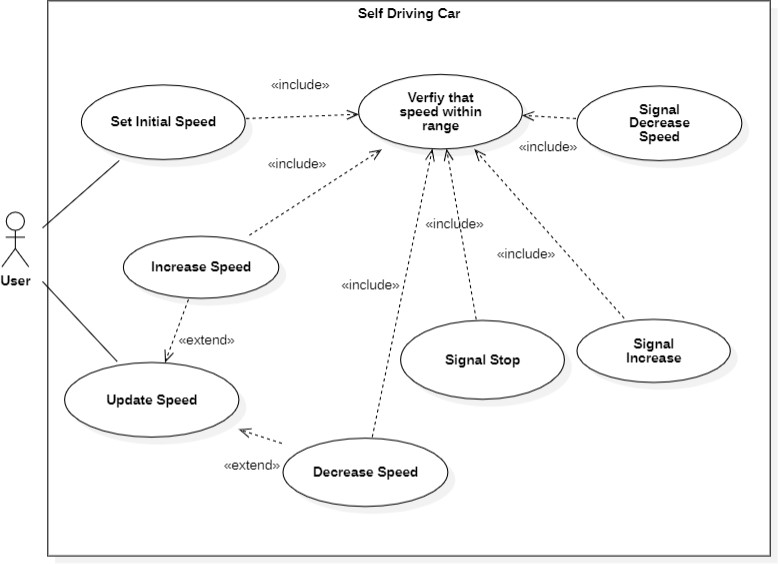 Self Driving Car
«include»
Set Initial Speed
Verfiy that
speed within
range
Signal
Decrease
Speed
«include»
«include»
«include»
Increase Speed
«include»
«include»
User
«extend»
Signal Stop
Signal
Increase
Update Speed
«extend»
Decrease Speed